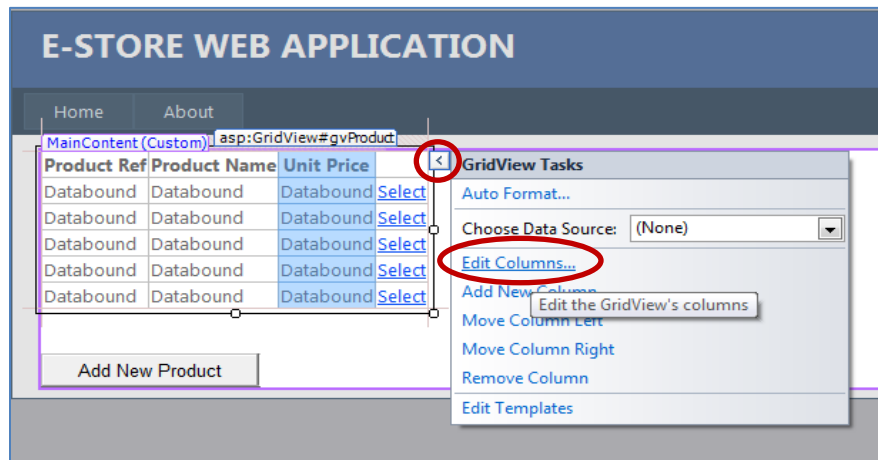 E-STORE WEB APPLICATION
Home About
MainContent (Custom) asp:GridView#gvProduct
Product Ref Product Name Unit Price
Databound Databound Databound Select
Databound Databound Databound Select
Databound Databound Databound Select
Databound Databound Databound Select
Databound Databound Databound Select
Add New Product
<
GridView Tasks
Auto Format...
Choose Data Source: (None)
Edit Columns...
Add New Column...
Edit the GridView's columns
Move Column Left
Move Column Right
Remove Column
Edit Templates